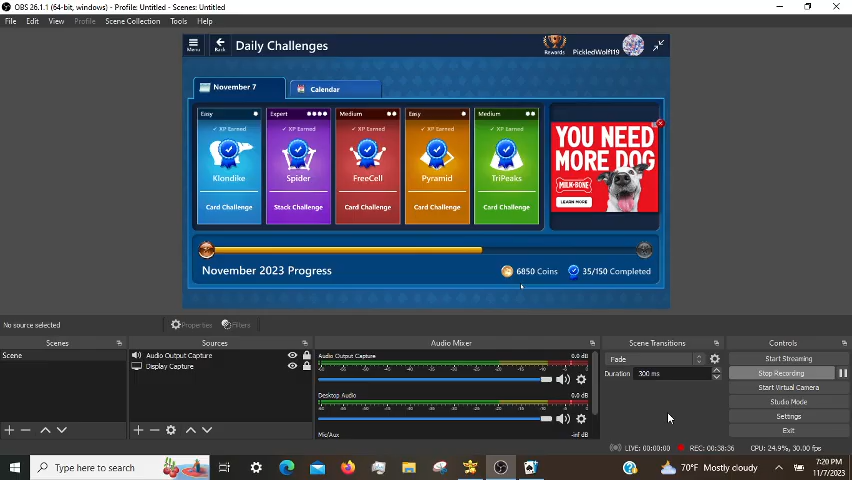 OBS 26.1.1 (64-bit, windows) - Profile: Untitled - Scenes: Untitled
File Edit View Profile Scene Collection Tools Help
Menu Back Daily Challenges Rewards PickledWolf119
November 7 Calendar
Easy Expert Medium Easy Medium
✓ XP Earned ✓ XP Earned ✓ XP Earned ✓ XP Earned ✓ XP Earned
Klondike Spider FreeCell Pyramid TriPeaks
Card Challenge Stack Challenge Card Challenge Card Challenge Card Challenge
YOU NEED
MORE DOG
MILK-BONE
LEARN MORE
November 2023 Progress 6850 Coins 35/150 Completed
No source selected Properties Filters
Scenes Sources Audio Mixer Scene Transitions Controls
Scene
Audio Output Capture
Display Capture
Audio Output Capture 0.0 dB
Desktop Audio 0.0 dB
Mic/Aux -inf dB
Fade
Duration 300 ms
Start Streaming
Stop Recording
Start Virtual Camera
Studio Mode
Settings
Exit
LIVE: 00:00:00 REC: 00:38:36 CPU: 24.9%, 30.00 fps
Type here to search 70°F Mostly cloudy 7:20 PM
11/7/2023